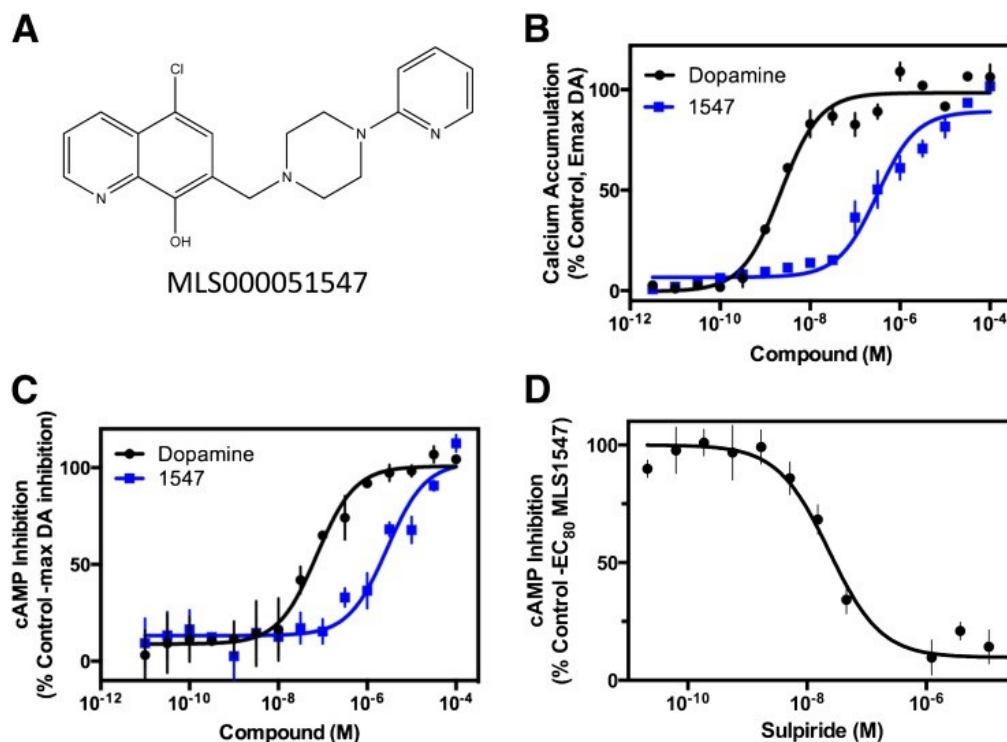 A
Cl
N
N
N
N
OH
MLS000051547
B
Calcium Accumulation
(% Control, Emax DA)
100
50
0
Dopamine
1547
10-12
10-10
10-8
10-6
10-4
Compound (M)
C
cAMP Inhibition
(% Control -max DA inhibition)
100
50
0
Dopamine
1547
10-12
10-10
10-8
10-6
10-4
Compound (M)
D
cAMP Inhibition
(% Control -EC80 MLS1547)
100
50
0
10-10
10-8
10-6
Sulpiride (M)